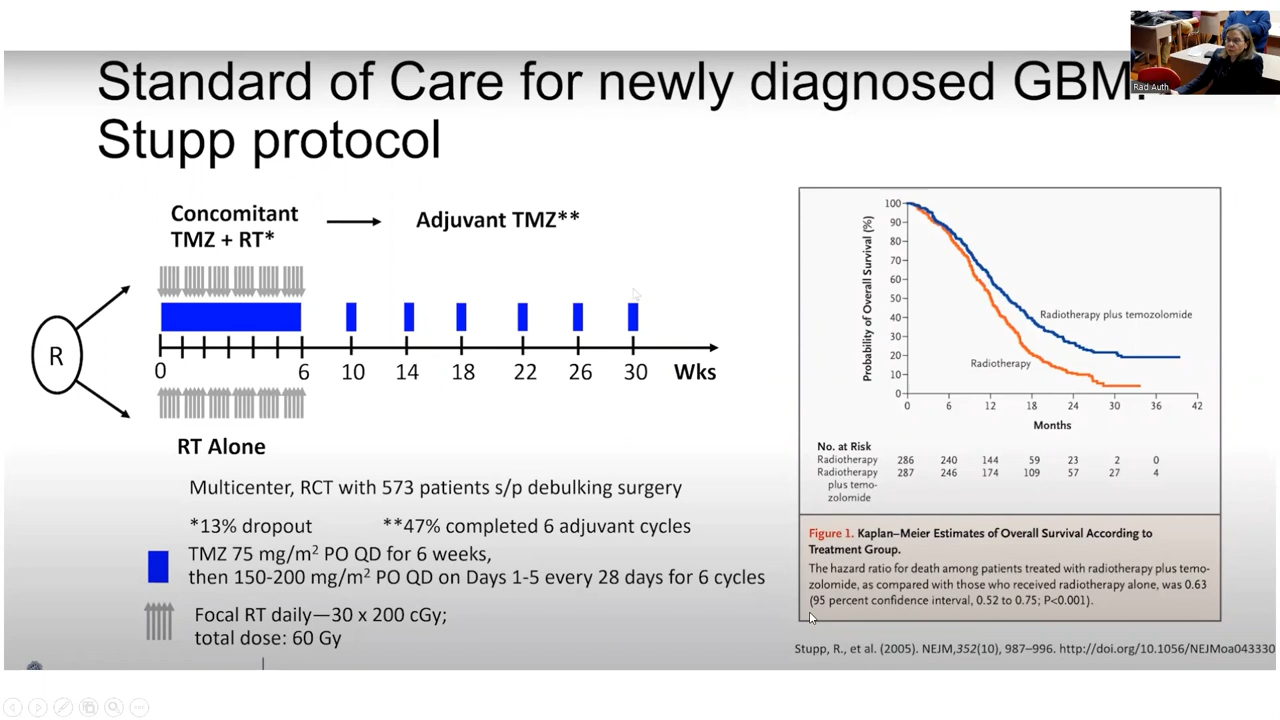 Rad Auth
Standard of Care for newly diagnosed GBM:
Stupp protocol
Concomitant
TMZ + RT*
Adjuvant TMZ**
R
0 6 10 14 18 22 26 30 Wks
RT Alone
Multicenter, RCT with 573 patients s/p debulking surgery
*13% dropout **47% completed 6 adjuvant cycles
TMZ 75 mg/m² PO QD for 6 weeks,
then 150-200 mg/m² PO QD on Days 1-5 every 28 days for 6 cycles
Focal RT daily—30 x 200 cGy;
total dose: 60 Gy
Probability of Overall Survival (%)
100
90
80
70
60
50
40
30
20
10
0
Radiotherapy plus temozolomide
Radiotherapy
0 6 12 18 24 30 36 42
Months
No. at Risk
Radiotherapy 286 240 144 59 23 2 0
Radiotherapy 287 246 174 109 57 27 4
plus temo-
zolomide
Figure 1. Kaplan–Meier Estimates of Overall Survival According to
Treatment Group.
The hazard ratio for death among patients treated with radiotherapy plus temo-
zolomide, as compared with those who received radiotherapy alone, was 0.63
(95 percent confidence interval, 0.52 to 0.75; P<0.001).
Stupp, R., et al. (2005). NEJM,352(10), 987–996. http://doi.org/10.1056/NEJMoa043330